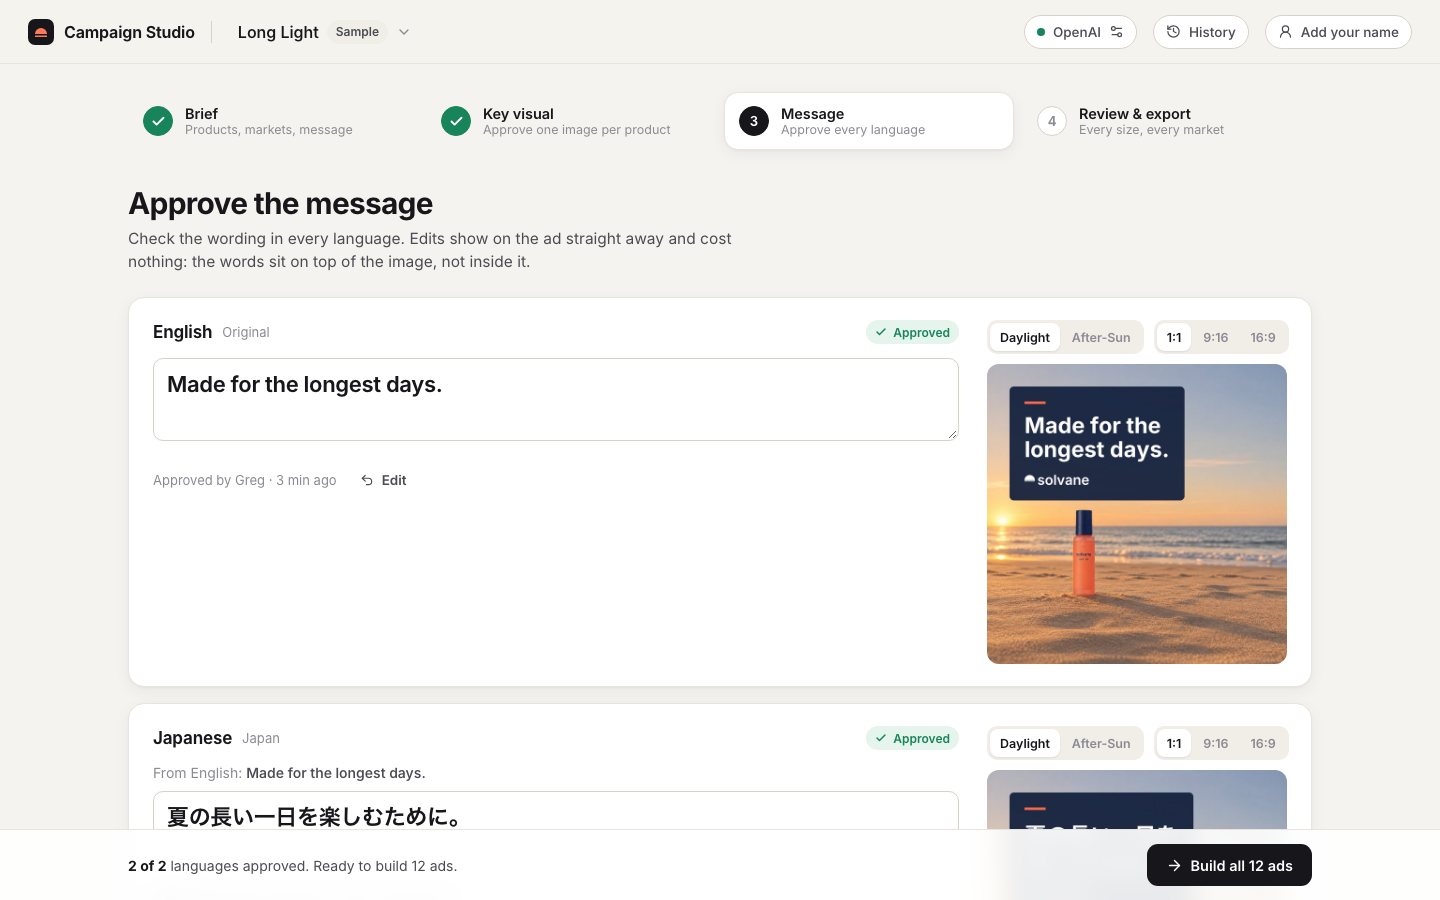 Campaign Studio
Long Light
Sample
OpenAI
History
Add your name
Brief
Products, markets, message
Key visual
Approve one image per product
3
Message
Approve every language
4
Review & export
Every size, every market
Approve the message
Check the wording in every language. Edits show on the ad straight away and cost
nothing: the words sit on top of the image, not inside it.
English Original
Approved
Made for the longest days.
Approved by Greg · 3 min ago
Edit
Daylight
After-Sun
1:1
9:16
16:9
Made for the
longest days.
solvane
Japanese Japan
Approved
From English: Made for the longest days.
夏の長い一日を楽しむために。
Daylight
After-Sun
1:1
9:16
16:9
2 of 2 languages approved. Ready to build 12 ads.
Build all 12 ads